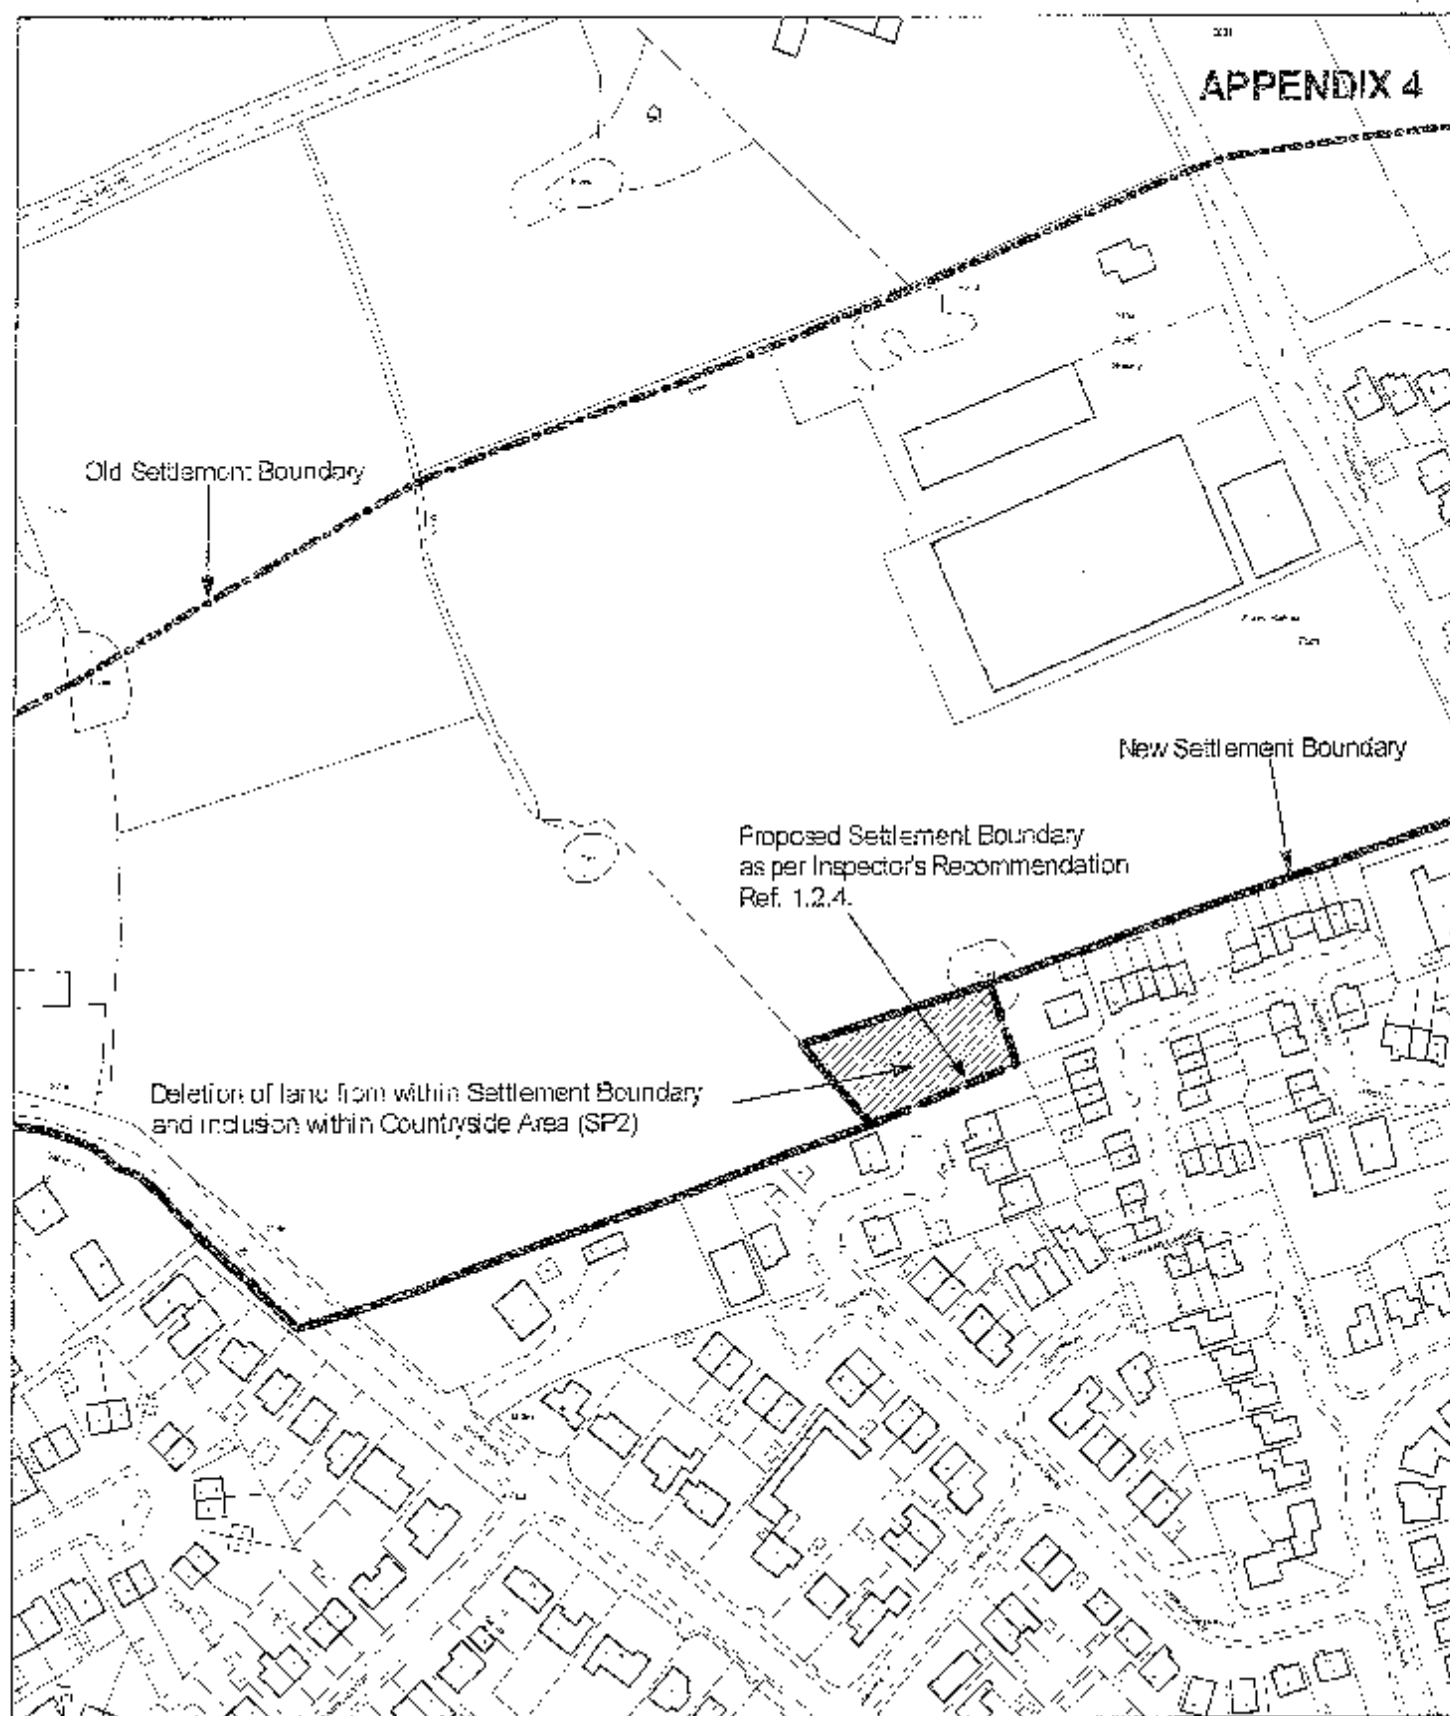 APPENDIX 4
Old Settlement Boundary
New Settlement Boundary
Proposed Settlement Boundary
as per Inspector's Recommendation
Ref. 1.2.4.
Deletion of land from within Settlement Boundary
and inclusion within Countryside Area (SP2)